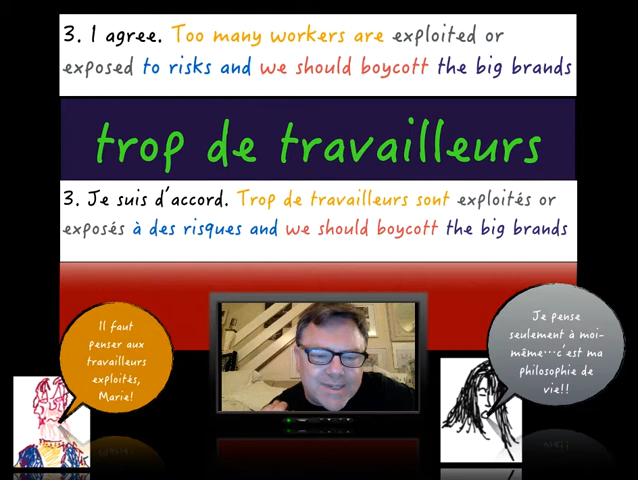 3. I agree. Too many workers are exploited or
exposed to risks and we should boycott the big brands
trop de travailleurs
3. Je suis d'accord. Trop de travailleurs sont exploités or
exposés à des risques and we should boycott the big brands
Il faut
penser aux
travailleurs
exploités,
Marie!
Je pense
seulement à moi-
même...c'est ma
philosophie de
vie!!